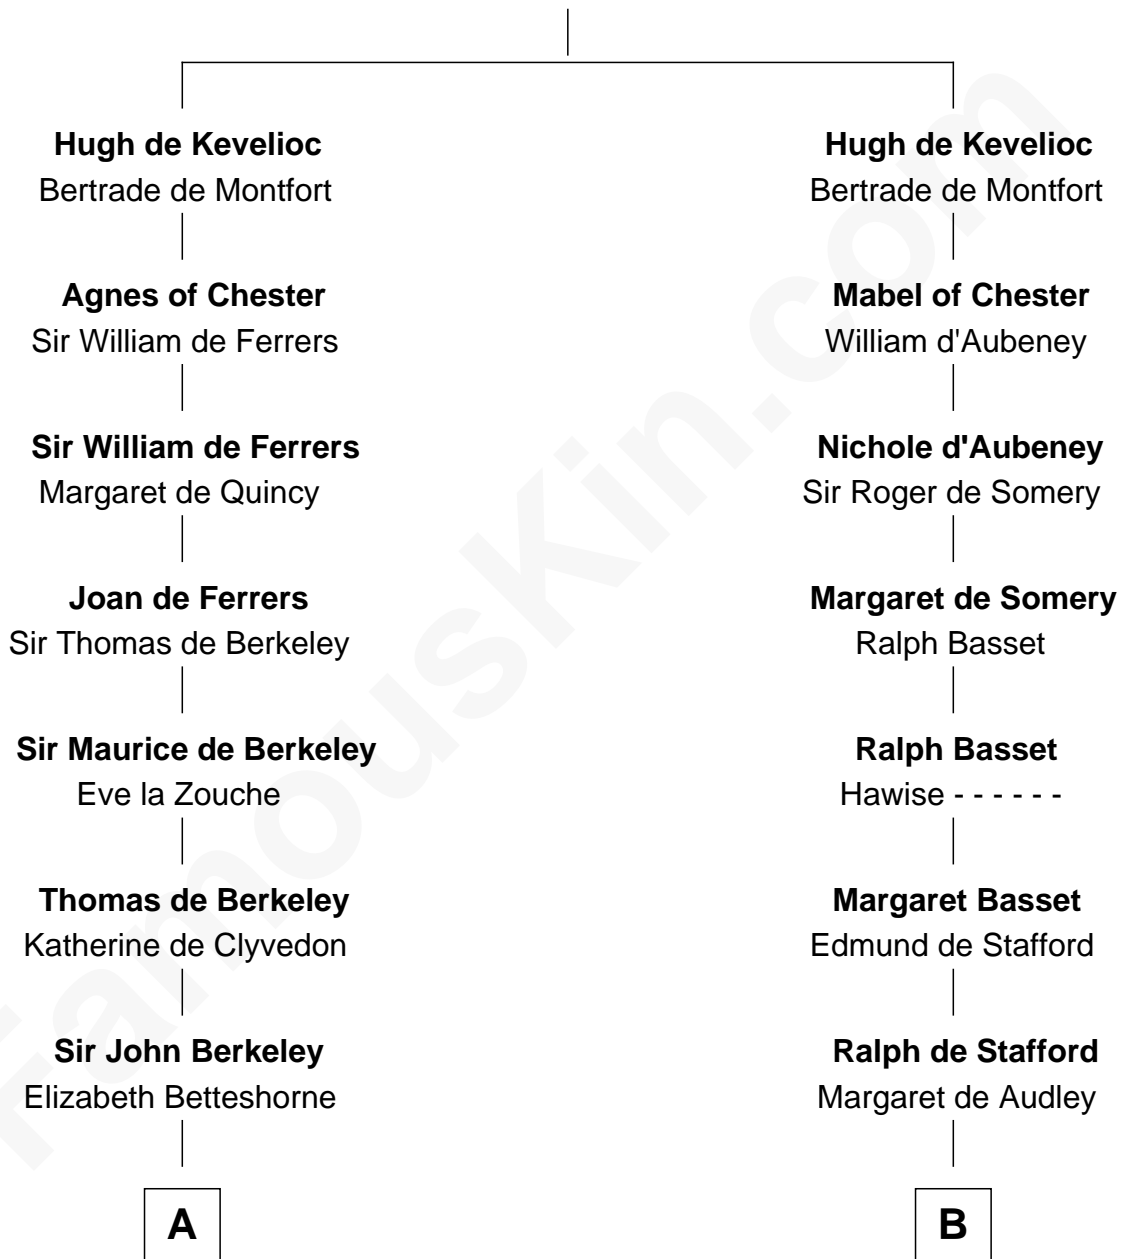 Hugh de Kevelioc
Bertrade de Montfort
Agnes of Chester
Sir William de Ferrers
Sir William de Ferrers
Margaret de Quincy
Joan de Ferrers
Sir Thomas de Berkeley
Sir Maurice de Berkeley
Eve la Zouche
Thomas de Berkeley
Katherine de Clyvedon
Sir John Berkeley
Elizabeth Betteshorne
A
Hugh de Kevelioc
Bertrade de Montfort
Mabel of Chester
William d'Aubeney
Nichole d'Aubeney
Sir Roger de Somery
Margaret de Somery
Ralph Basset
Ralph Basset
Hawise - - - - - -
Margaret Basset
Edmund de Stafford
Ralph de Stafford
Margaret de Audley
B
FamousKin.com